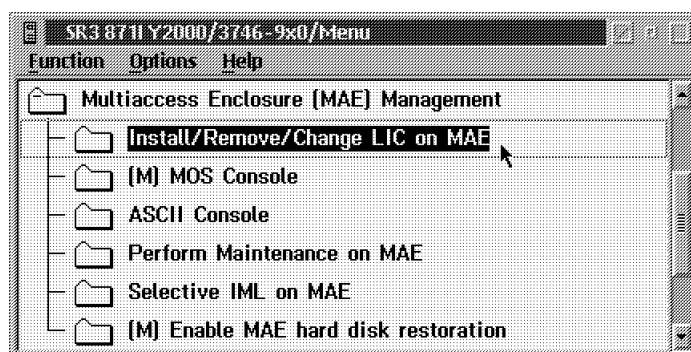 SR3 8711 Y2000/3746-9x0/Menu
Function Options Help
Multiaccess Enclosure (MAE) Management
Install/Remove/Change LIC on MAE
(M) MOS Console
ASCII Console
Perform Maintenance on MAE
Selective IML on MAE
(M) Enable MAE hard disk restoration